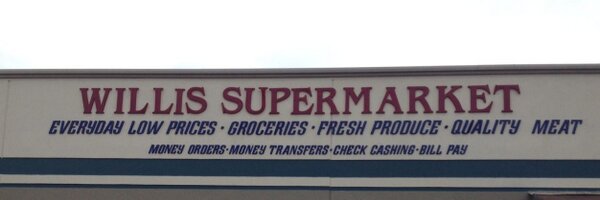 WILLIS SUPERMARKET
EVERYDAY LOW PRICES · GROCERIES · FRESH PRODUCE · QUALITY MEAT
MONEY ORDERS · MONEY TRANSFERS · CHECK CASHING · BILL PAY